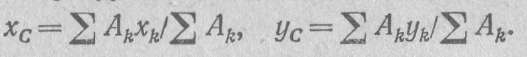 x_C = ∑ A_k x_k / ∑ A_k,   y_C = ∑ A_k y_k / ∑ A_k.